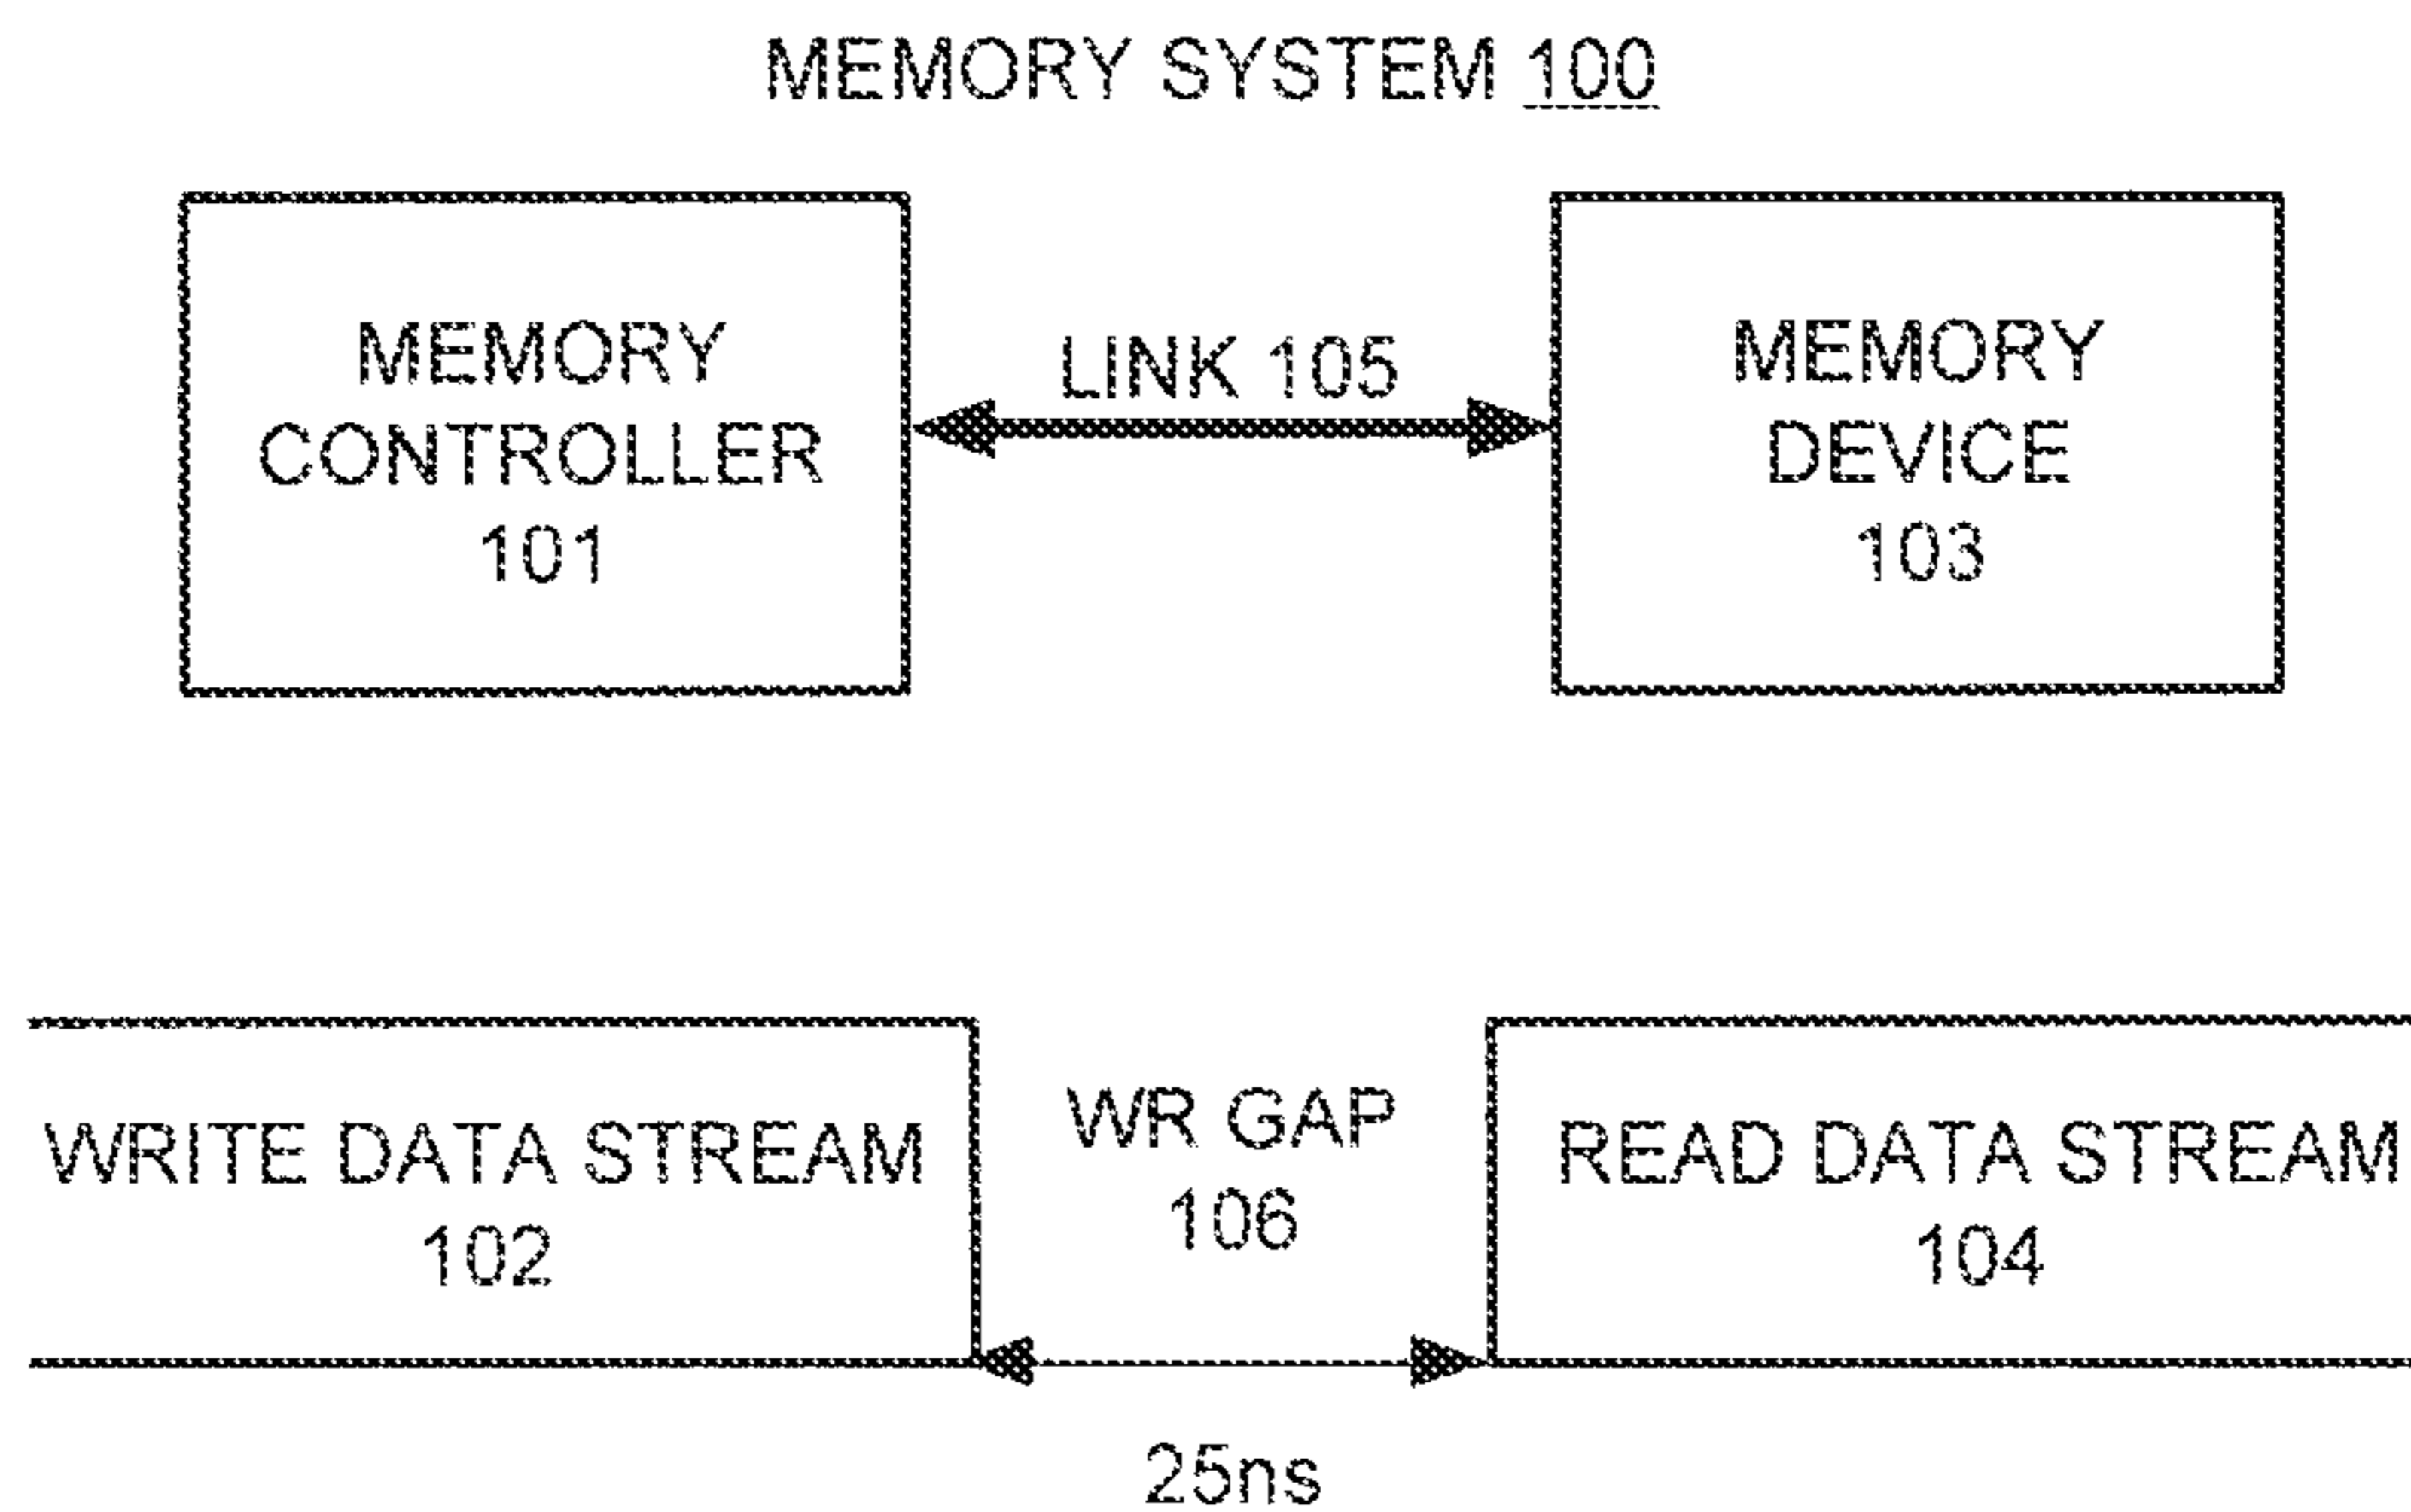 MEMORY SYSTEM 100
MEMORY
CONTROLLER
101
LINK 105
MEMORY
DEVICE
103
WRITE DATA STREAM
102
WR GAP
106
READ DATA STREAM
104
25ns